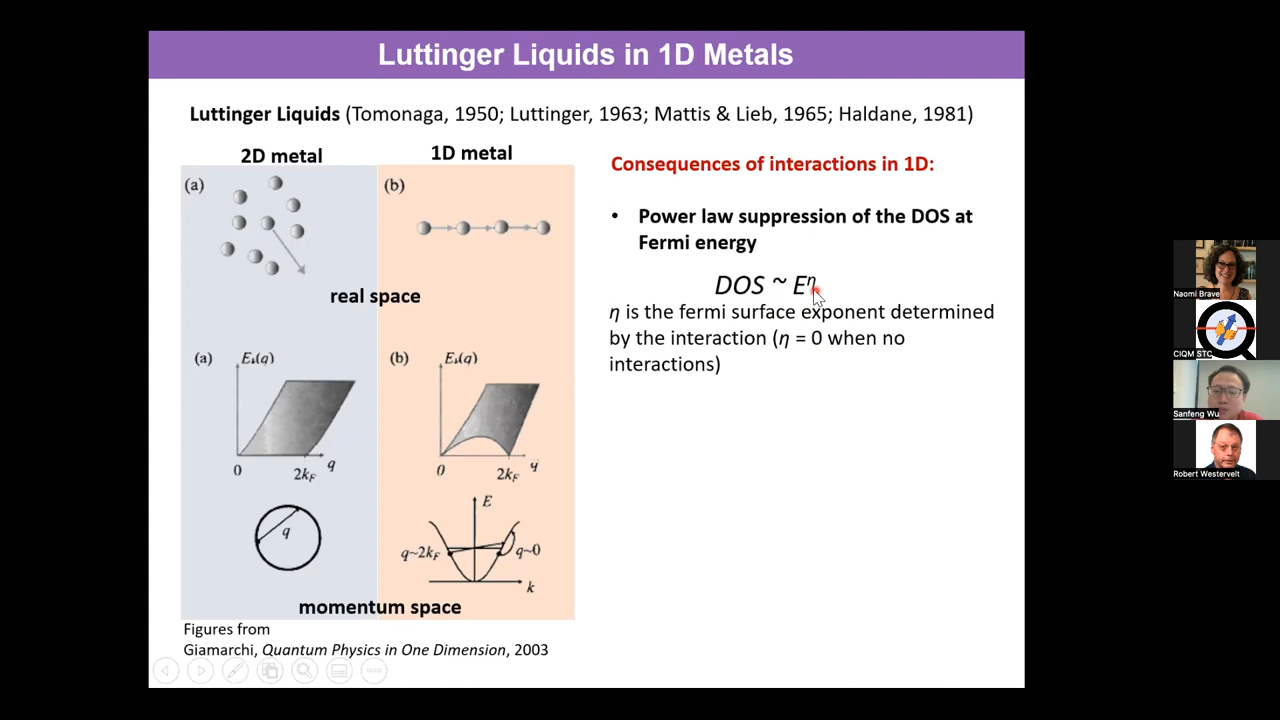 Luttinger Liquids in 1D Metals
Luttinger Liquids (Tomonaga, 1950; Luttinger, 1963; Mattis & Lieb, 1965; Haldane, 1981)
2D metal
1D metal
(a)
(b)
real space
(a) Eₖ(q)
0
2kF
q
(b) Eₖ(q)
0
2kF
q
q
E
q~2kF
q~0
k
momentum space
Figures from
Giamarchi, Quantum Physics in One Dimension, 2003
Consequences of interactions in 1D:
• Power law suppression of the DOS at
Fermi energy
DOS ~ E^η
η is the fermi surface exponent determined
by the interaction (η = 0 when no
interactions)
Naomi Brave
CIQM STC
Sanfeng Wu
Robert Westervelt